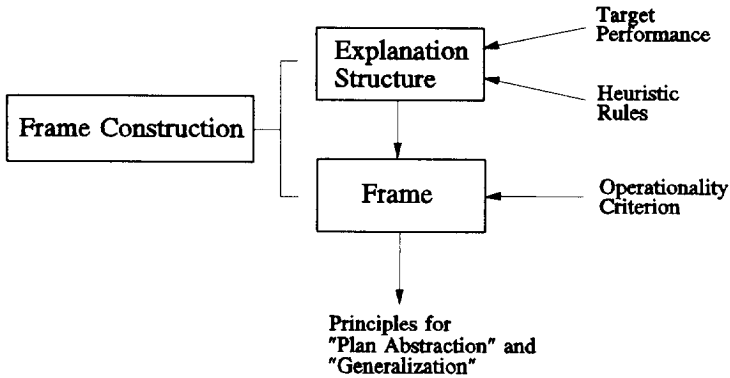 Target
Performance
Explanation
Structure
Heuristic
Rules
Frame Construction
Frame
Operationality
Criterion
Principles for
"Plan Abstraction" and
"Generalization"